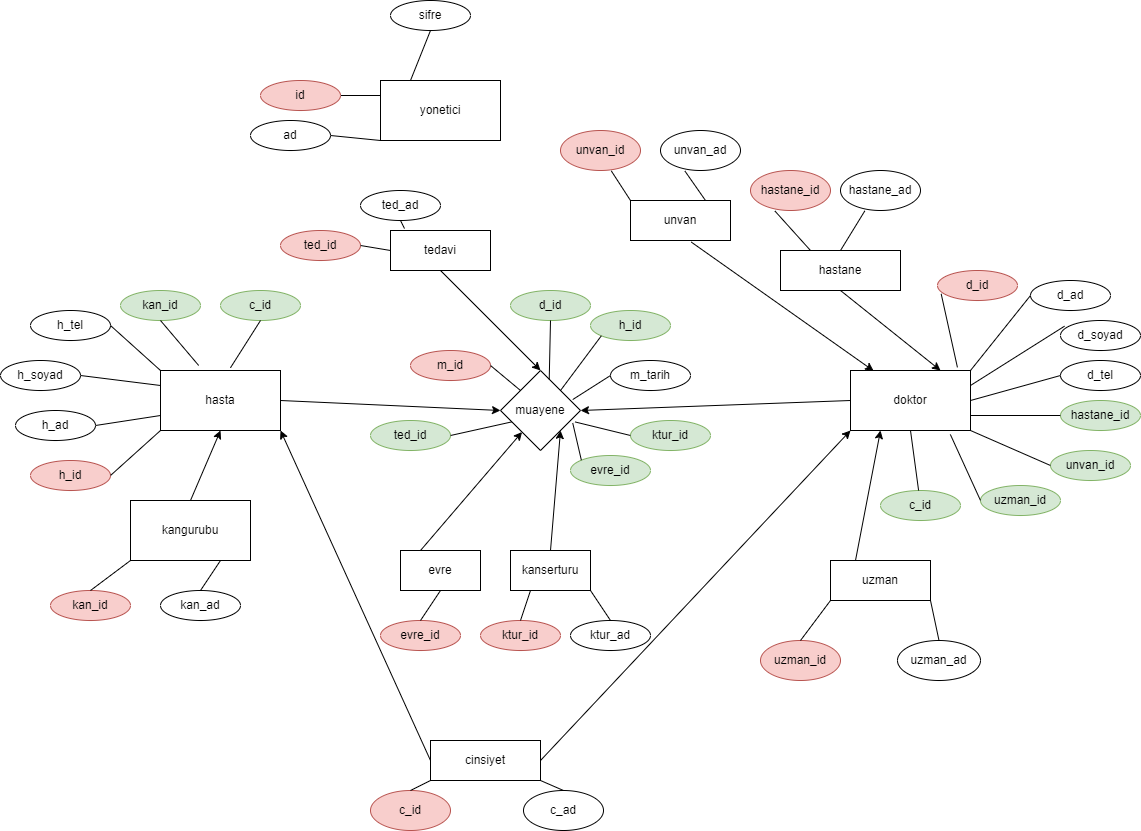 sifre
id
yonetici
ad
unvan_id
unvan_ad
hastane_id
hastane_ad
ted_ad
unvan
ted_id
tedavi
hastane
d_id
d_ad
kan_id
c_id
d_id
h_tel
h_id
d_soyad
m_id
h_soyad
m_tarih
d_tel
hasta
muayene
doktor
hastane_id
h_ad
ted_id
ktur_id
h_id
evre_id
unvan_id
c_id
uzman_id
kangurubu
evre
kanserturu
uzman
kan_id
kan_ad
evre_id
ktur_id
ktur_ad
uzman_id
uzman_ad
cinsiyet
c_id
c_ad